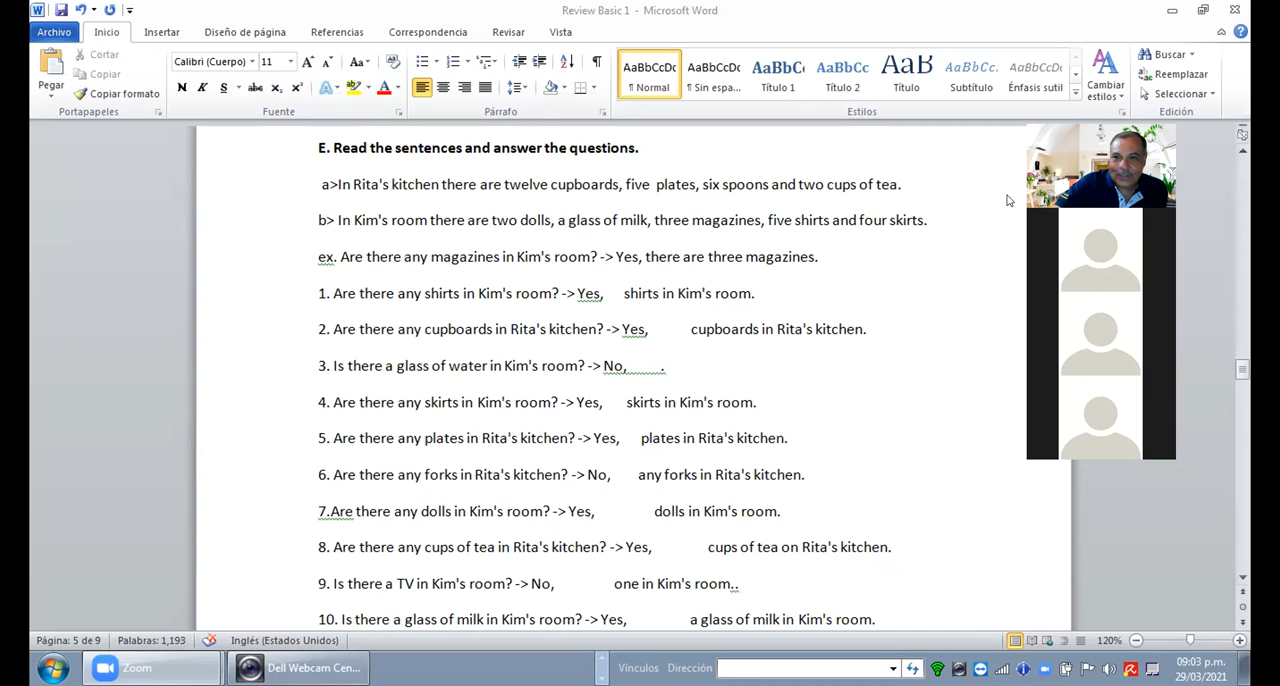 Review Basic 1 - Microsoft Word
Archivo Inicio Insertar Diseño de página Referencias Correspondencia Revisar Vista
Pegar
Cortar
Copiar
Copiar formato
Portapapeles
Calibri (Cuerpo) 11
Fuente
Párrafo
AaBbCcDc AaBbCcDc AaBbC AaBbCc AaB AaBbCc. AaBbCcDc
¶ Normal ¶ Sin espa... Título 1 Título 2 Título Subtítulo Énfasis sutil
Estilos
Cambiar estilos
Buscar
Reemplazar
Seleccionar
Edición
E. Read the sentences and answer the questions.
a>In Rita's kitchen there are twelve cupboards, five plates, six spoons and two cups of tea.
b> In Kim's room there are two dolls, a glass of milk, three magazines, five shirts and four skirts.
ex. Are there any magazines in Kim's room? -> Yes, there are three magazines.
1. Are there any shirts in Kim's room? -> Yes, shirts in Kim's room.
2. Are there any cupboards in Rita's kitchen? -> Yes, cupboards in Rita's kitchen.
3. Is there a glass of water in Kim's room? -> No, .
4. Are there any skirts in Kim's room? -> Yes, skirts in Kim's room.
5. Are there any plates in Rita's kitchen? -> Yes, plates in Rita's kitchen.
6. Are there any forks in Rita's kitchen? -> No, any forks in Rita's kitchen.
7.Are there any dolls in Kim's room? -> Yes, dolls in Kim's room.
8. Are there any cups of tea in Rita's kitchen? -> Yes, cups of tea on Rita's kitchen.
9. Is there a TV in Kim's room? -> No, one in Kim's room..
10. Is there a glass of milk in Kim's room? -> Yes, a glass of milk in Kim's room.
Página: 5 de 9 Palabras: 1,193 Inglés (Estados Unidos) 120%
Zoom Dell Webcam Cen... Vínculos Dirección 09:03 p.m.
29/03/2021